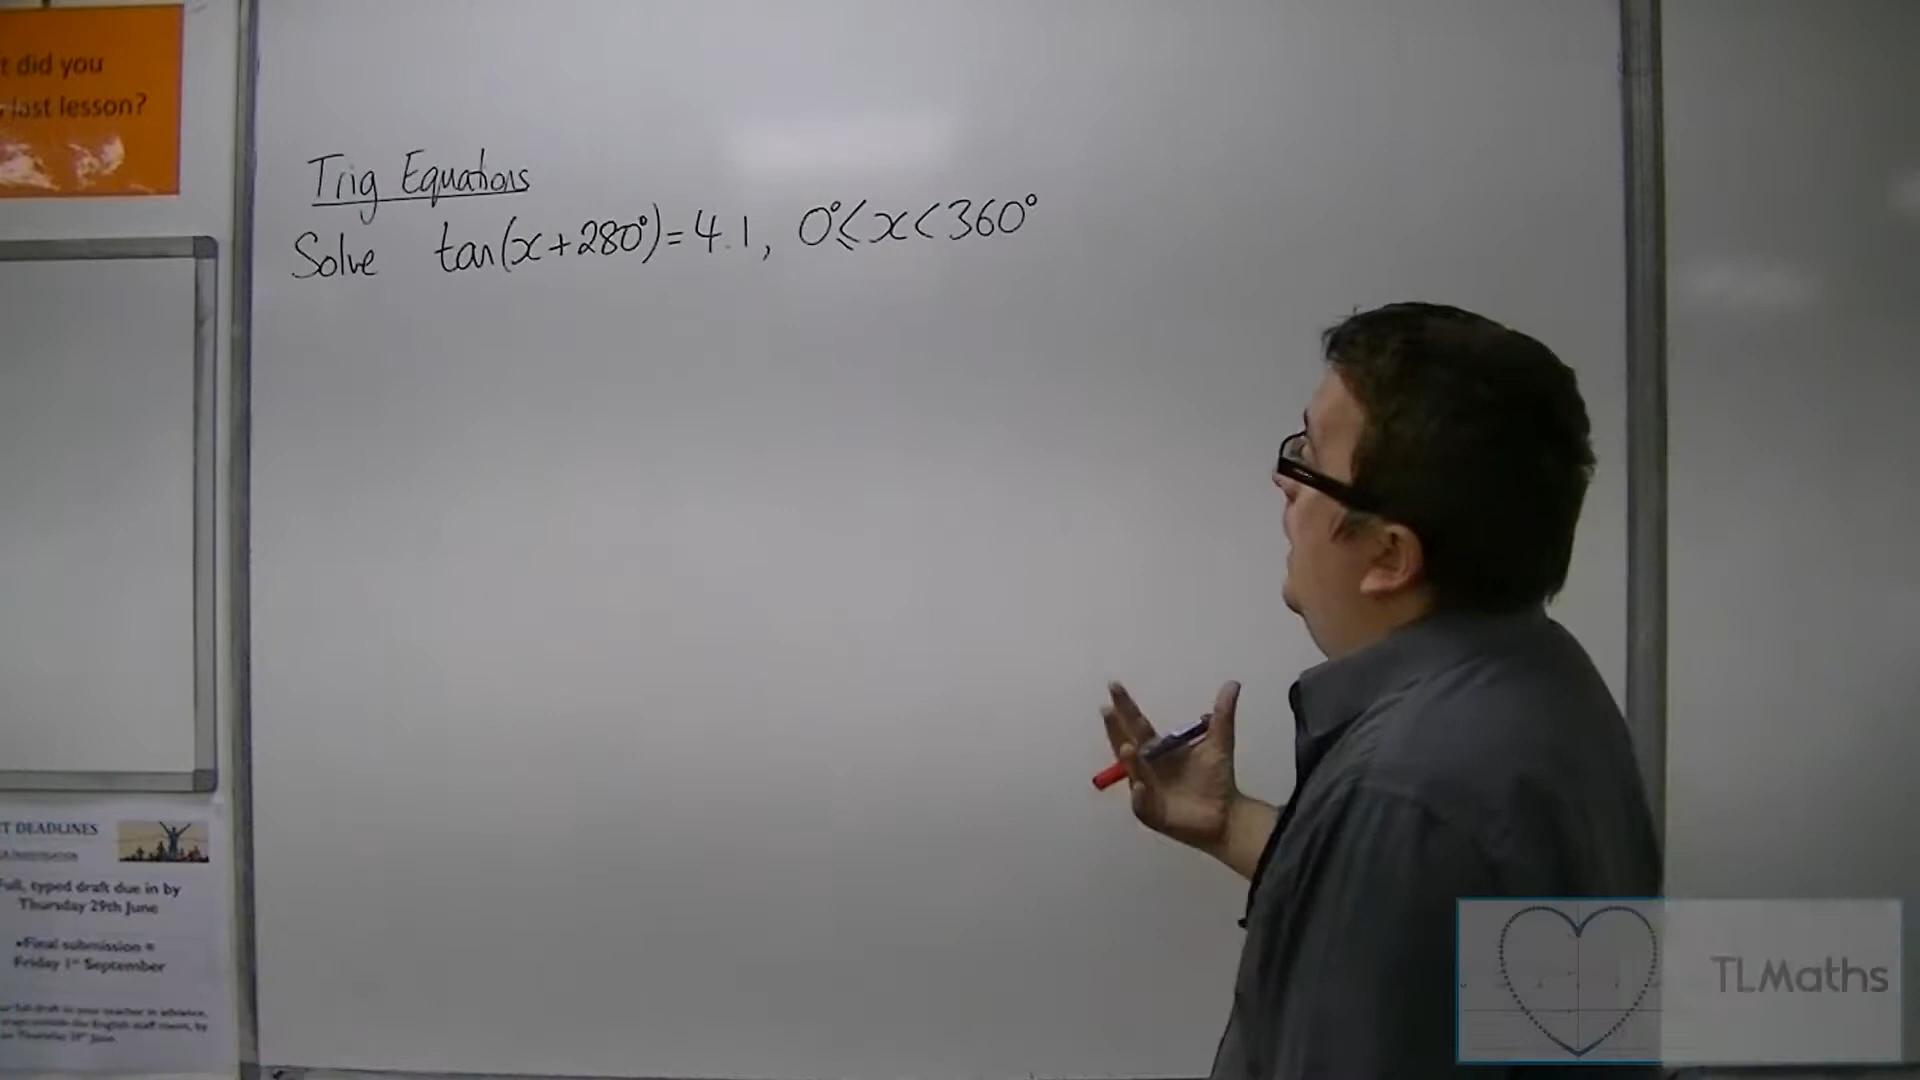 t did you
last lesson?
Trig Equations
Solve tan(x+280°)=4.1, 0°≤x<360°
T DEADLINES
Full, typed draft due in by
Thursday 29th June
•Final submission =
Friday 1st September
TLMaths